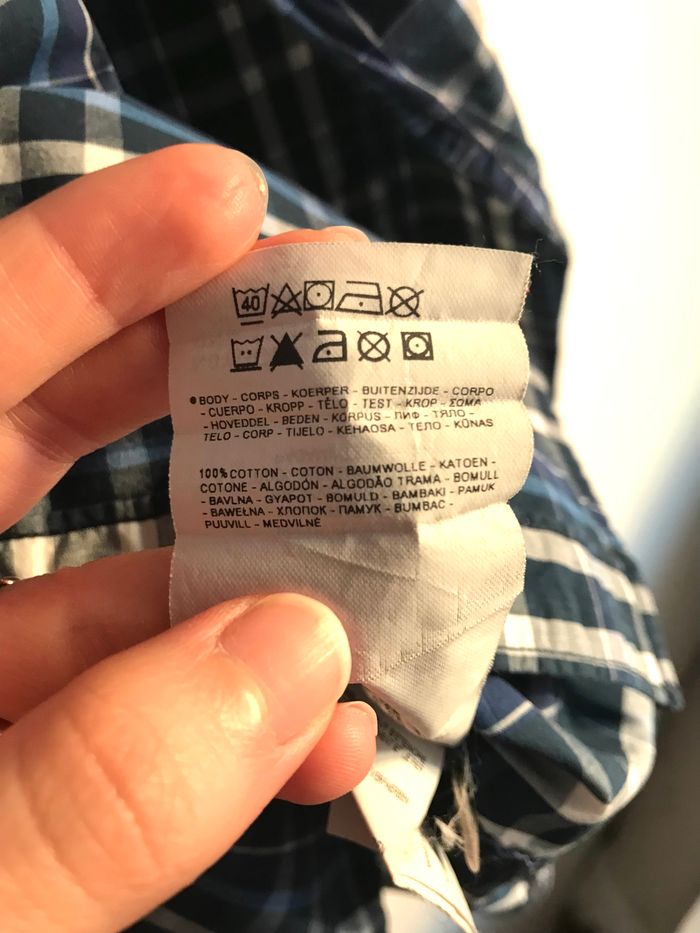 40
●BODY - CORPS - KOERPER - BUITENZIJDE - CORPO
- CUERPO - KROPP - TĚLO - TEST - KROP - ΣΩΜΑ
- HOVEDDEL - BEDEN - KORPUS - ПИФ - ТЯЛО -
TELO - CORP - TIJELO - KEHAOSA - ТЕЛО - KŪNAS
100% COTTON - COTON - BAUMWOLLE - KATOEN -
COTONE - ALGODÓN - ALGODÃO TRAMA - BOMULL
- BAVLNA - GYAPOT - BOMULD - BAMBAKI - PAMUK
- BAWEŁNA - ХЛОПОК - ПАМУК - BUMBAC -
PUUVILL - MEDVILNĖ